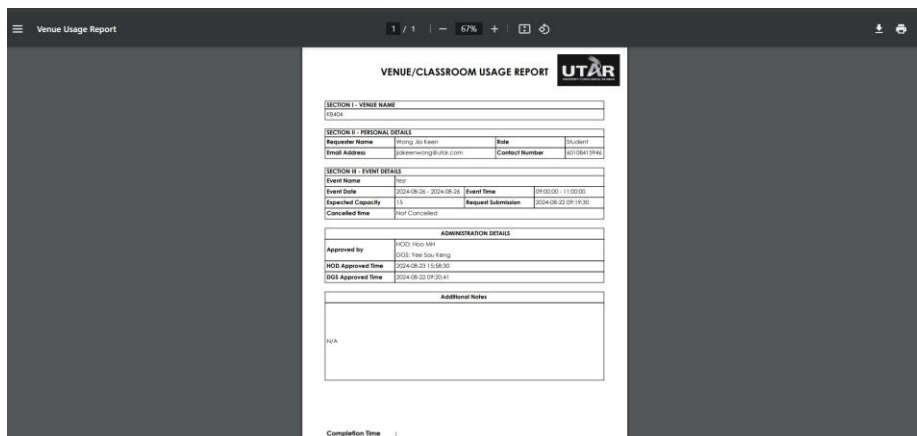 Venue Usage Report
1 / 1
67%
VENUE/CLASSROOM USAGE REPORT
UTAR
SECTION I - VENUE NAME
KB404
SECTION II - PERSONAL DETAILS
Requester Name Wong Jia Keen Role Student
Email Address jiakeenwong@utar.com Contact Number 60108415946
SECTION III - EVENT DETAILS
Event Name
Event Date 2024-08-26 - 2024-08-26 Event Time 09:00:00 - 11:00:00
Expected Capacity 15 Request Submission 2024-08-22 09:19:30
Cancelled time Not Cancelled
ADMINISTRATION DETAILS
Approved by
HOD: Hoo MH
DGS: Yee Sau Keng
HOD Approved Time 2024-08-23 15:58:30
DGS Approved Time 2024-08-22 09:20:41
Additional Notes
N/A
Completion Time :